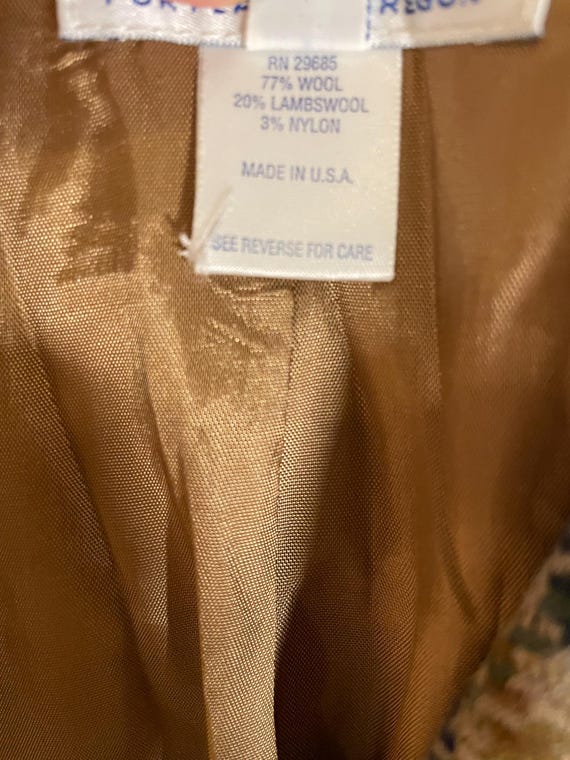 RN 29685
77% WOOL
20% LAMBSWOOL
3% NYLON
MADE IN U.S.A.
SEE REVERSE FOR CARE